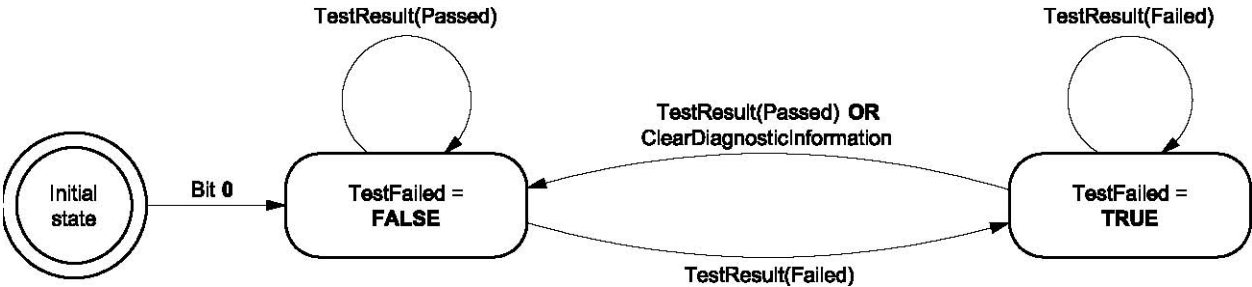 TestResult(Passed)
TestResult(Failed)
TestResult(Passed) OR
ClearDiagnosticInformation
Initial
state
Bit 0
TestFailed =
FALSE
TestFailed =
TRUE
TestResult(Failed)